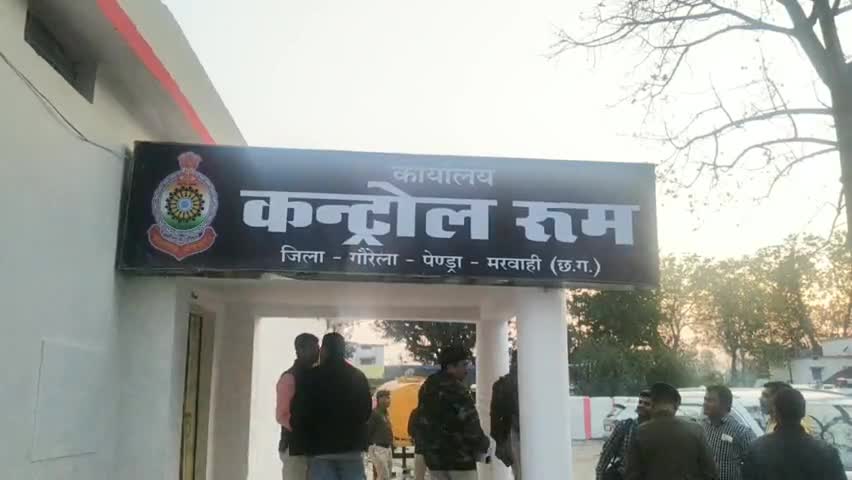 कार्यालय
कन्ट्रोल रूम
जिला - गौरेला - पेण्ड्रा - मरवाही (छ.ग.)